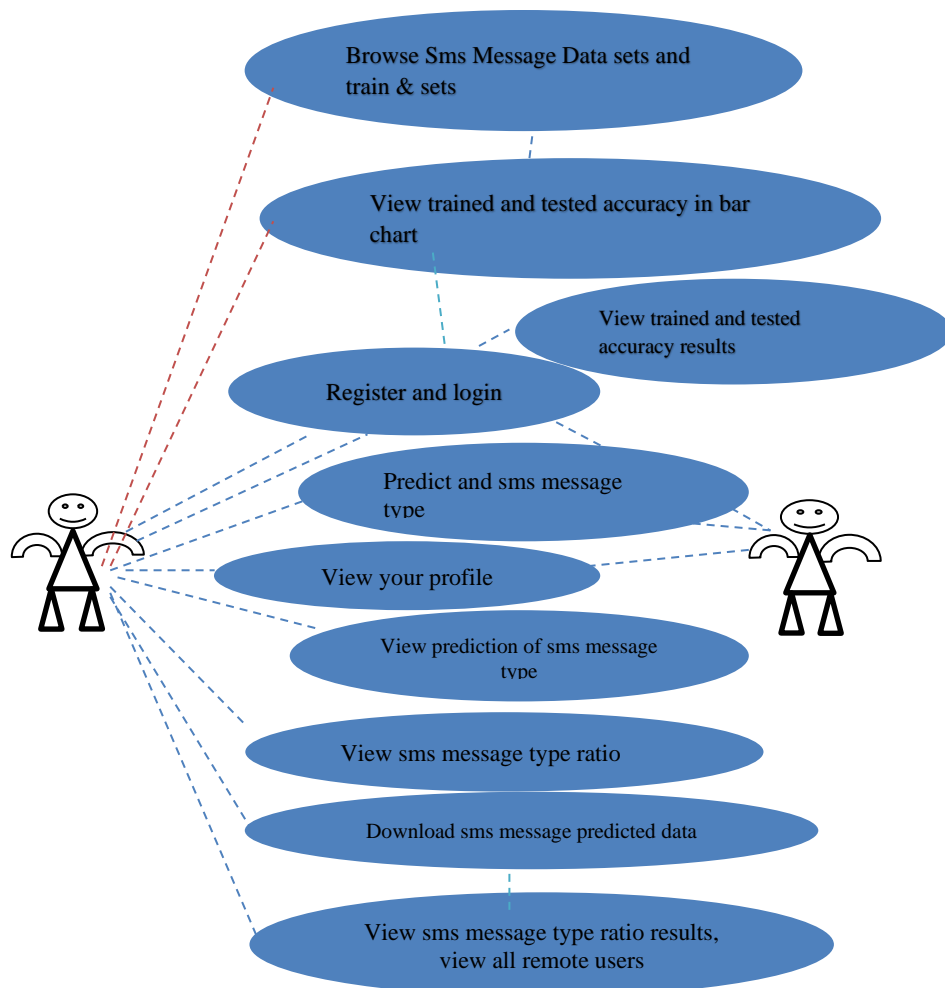 Browse Sms Message Data sets and
train & sets
View trained and tested accuracy in bar
chart
View trained and tested
accuracy results
Register and login
Predict and sms message
type
View your profile
View prediction of sms message
type
View sms message type ratio
Download sms message predicted data
View sms message type ratio results,
view all remote users